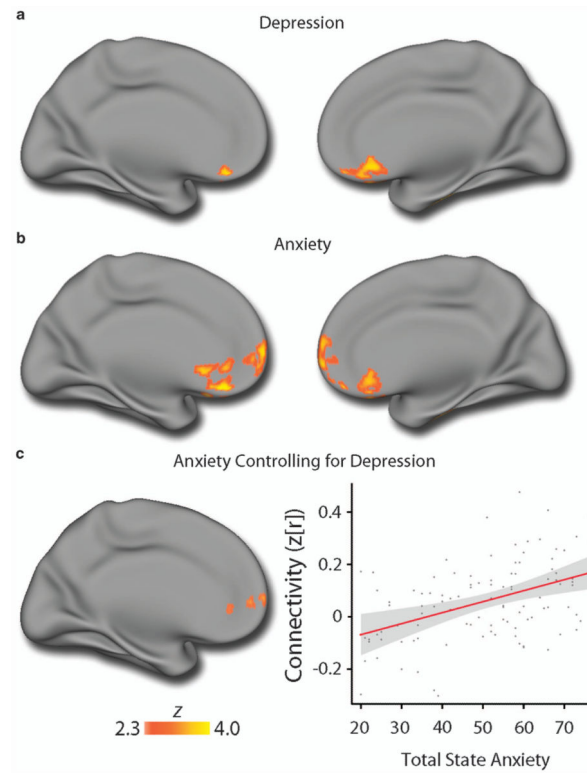 a
Depression
b
Anxiety
c
Anxiety Controlling for Depression
Connectivity (z[r])
0.4
0.2
0
-0.2
20 30 40 50 60 70
Total State Anxiety
z
2.3 4.0